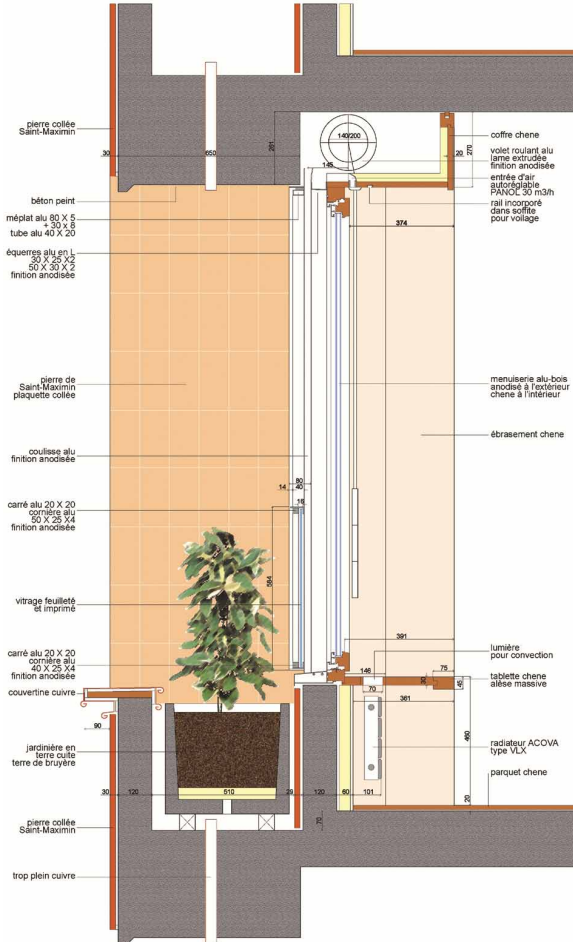 pierre collée
Saint-Maximin
30
650
281
140/200
145
20
270
coffre chene
volet roulant alu
lame extrudée
finition anodisée
entrée d'air
autoréglable
PANOL 30 m3/h
rail incorporé
dans soffite
pour voilage
béton peint
méplat alu 80 X 5
+ 30 x 8
tube alu 40 X 20
374
équerres alu en L
30 X 25 X2
50 X 30 X 2
finition anodisée
pierre de
Saint-Maximin
plaquette collée
menuiserie alu-bois
anodisé à l'extérieur
chene à l'intérieur
ébrasement chene
coulisse alu
finition anodisée
80
14
40
16
carré alu 20 X 20
cornière alu
50 X 25 X4
finition anodisée
584
vitrage feuilleté
et imprimé
391
lumière
pour convection
carré alu 20 X 20
cornière alu
40 X 25 X4
finition anodisée
146
75
30
45
tablette chene
alèse massive
couvertine cuivre
70
361
90
460
jardinière en
terre cuite
terre de bruyère
radiateur ACOVA
type VLX
parquet chene
30
120
510
29
120
60
101
20
70
pierre collée
Saint-Maximin
trop plein cuivre